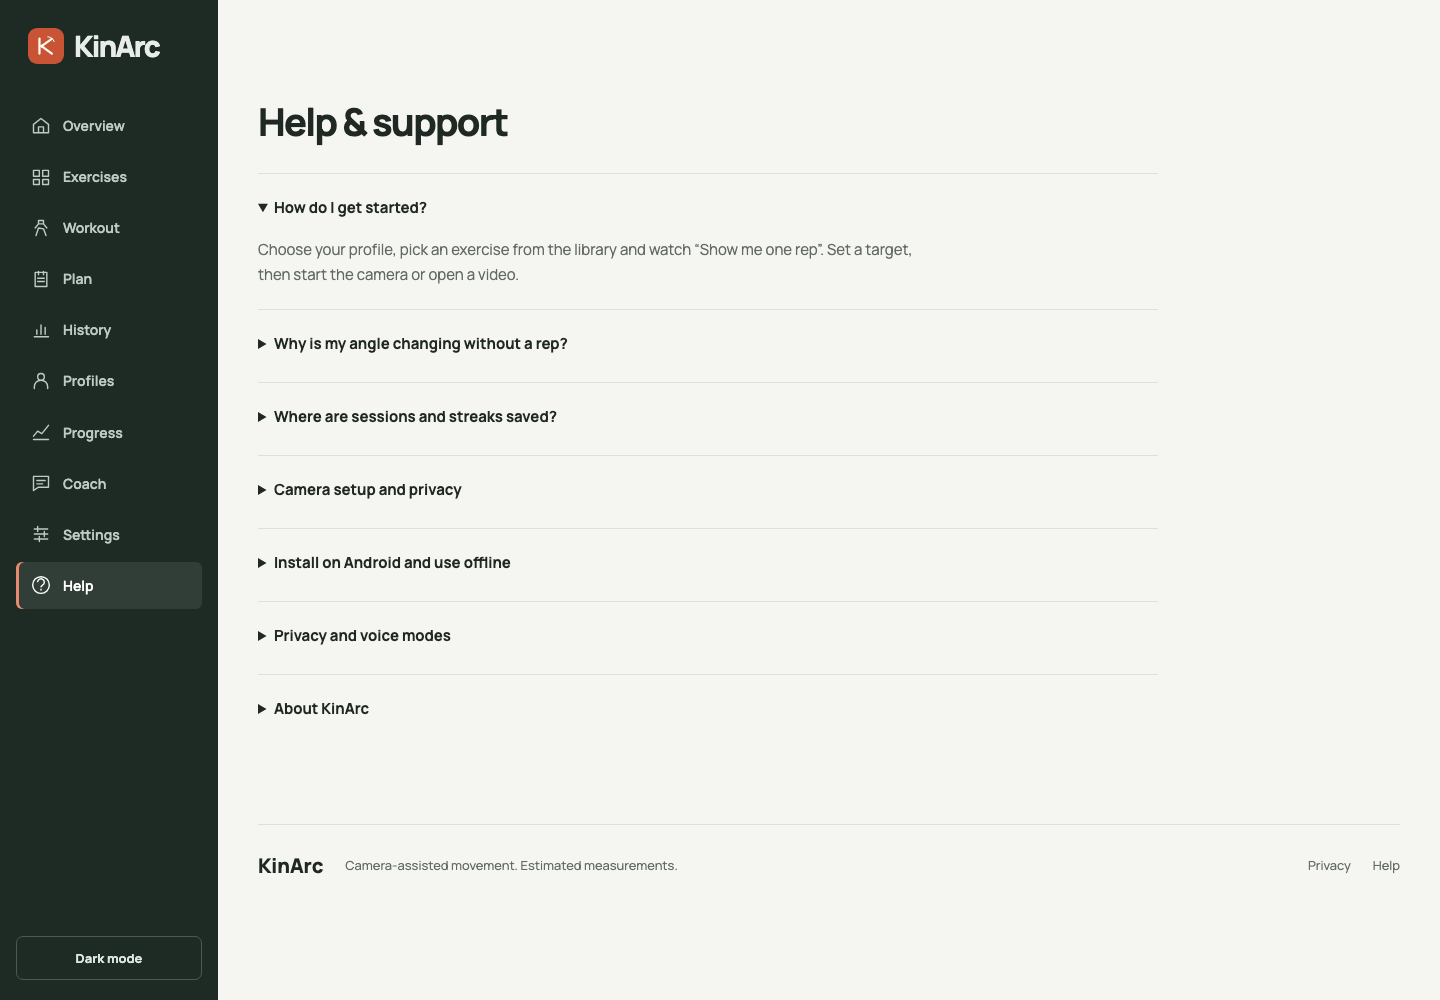 KinArc
Overview
Exercises
Workout
Plan
History
Profiles
Progress
Coach
Settings
Help
Dark mode
Help & support
How do I get started?
Choose your profile, pick an exercise from the library and watch “Show me one rep”. Set a target,
then start the camera or open a video.
Why is my angle changing without a rep?
Where are sessions and streaks saved?
Camera setup and privacy
Install on Android and use offline
Privacy and voice modes
About KinArc
KinArc
Camera-assisted movement. Estimated measurements.
Privacy
Help